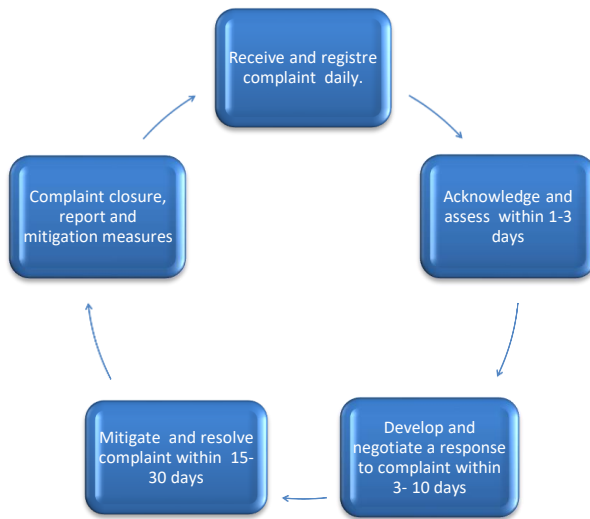 Receive and registre
complaint daily.
Acknowledge and
assess within 1-3
days
Develop and
negotiate a response
to complaint within
3- 10 days
Mitigate and resolve
complaint within 15-
30 days
Complaint closure,
report and
mitigation measures